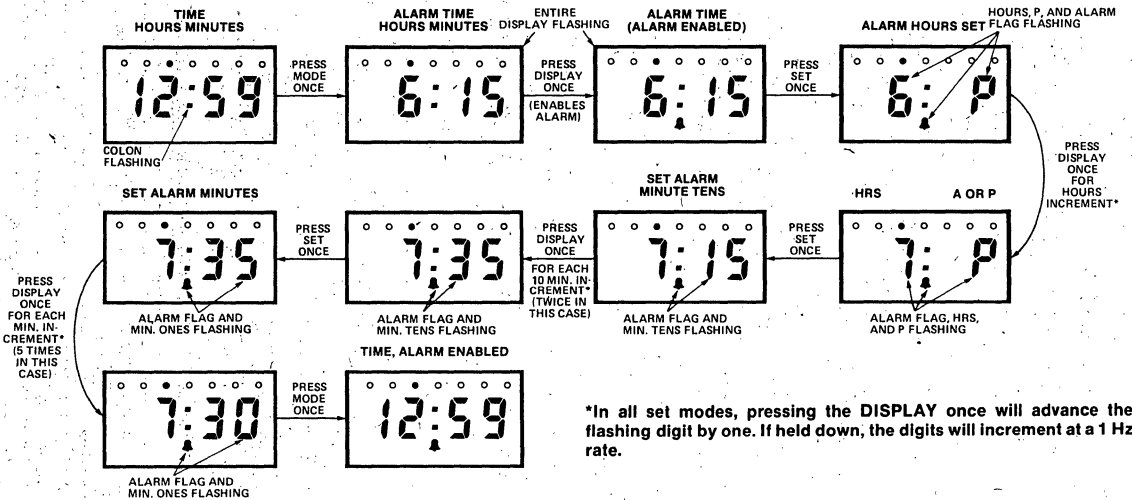 TIME
HOURS MINUTES
12:59
COLON
FLASHING
PRESS
MODE
ONCE
ALARM TIME
HOURS MINUTES
6:15
ENTIRE
DISPLAY FLASHING
PRESS
DISPLAY
ONCE
(ENABLES
ALARM)
ALARM TIME
(ALARM ENABLED)
6:15
PRESS
SET
ONCE
ALARM HOURS SET
HOURS, P, AND ALARM
FLAG FLASHING
6: P
PRESS
DISPLAY
ONCE
FOR
HOURS
INCREMENT*
HRS A OR P
7: P
ALARM FLAG, HRS,
AND P FLASHING
PRESS
SET
ONCE
SET ALARM
MINUTE TENS
7:15
ALARM FLAG AND
MIN. TENS FLASHING
PRESS
DISPLAY
ONCE
FOR EACH
10 MIN. IN-
CREMENT*
(TWICE IN
THIS CASE)
7:35
ALARM FLAG AND
MIN. TENS FLASHING
PRESS
SET
ONCE
SET ALARM MINUTES
7:35
ALARM FLAG AND
MIN. ONES FLASHING
PRESS
DISPLAY
ONCE
FOR EACH
MIN. IN-
CREMENT*
(5 TIMES
IN THIS
CASE)
7:30
ALARM FLAG AND
MIN. ONES FLASHING
PRESS
MODE
ONCE
TIME, ALARM ENABLED
12:59
*In all set modes, pressing the DISPLAY once will advance the
flashing digit by one. If held down, the digits will increment at a 1 Hz
rate.